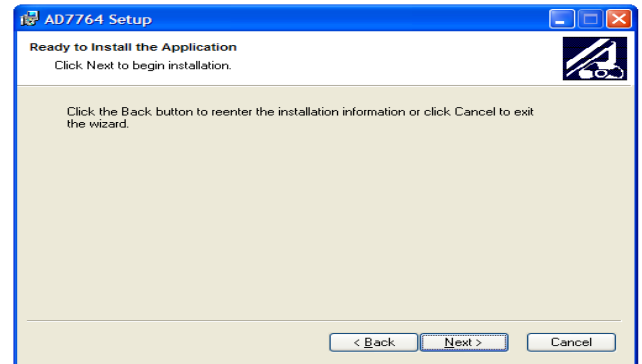 AD7764 Setup
Ready to Install the Application
Click Next to begin installation.
Click the Back button to reenter the installation information or click Cancel to exit
the wizard.
< Back Next > Cancel